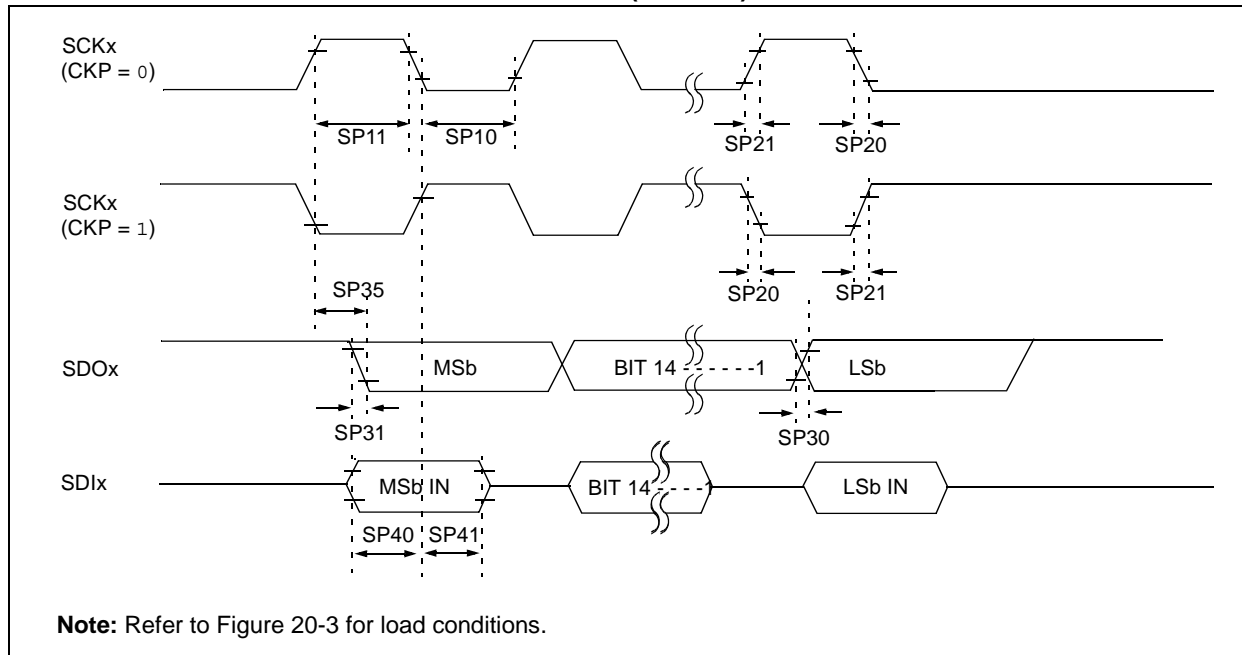 SCKx
(CKP = 0)
SP11
SP10
SP21
SP20
SCKx
(CKP = 1)
SP35
SP20
SP21
SDOx
MSb
BIT 14 - - - - - -1
LSb
SP31
SP30
SDIx
MSb IN
BIT 14 - - - -1
LSb IN
SP40
SP41
Note: Refer to Figure 20-3 for load conditions.